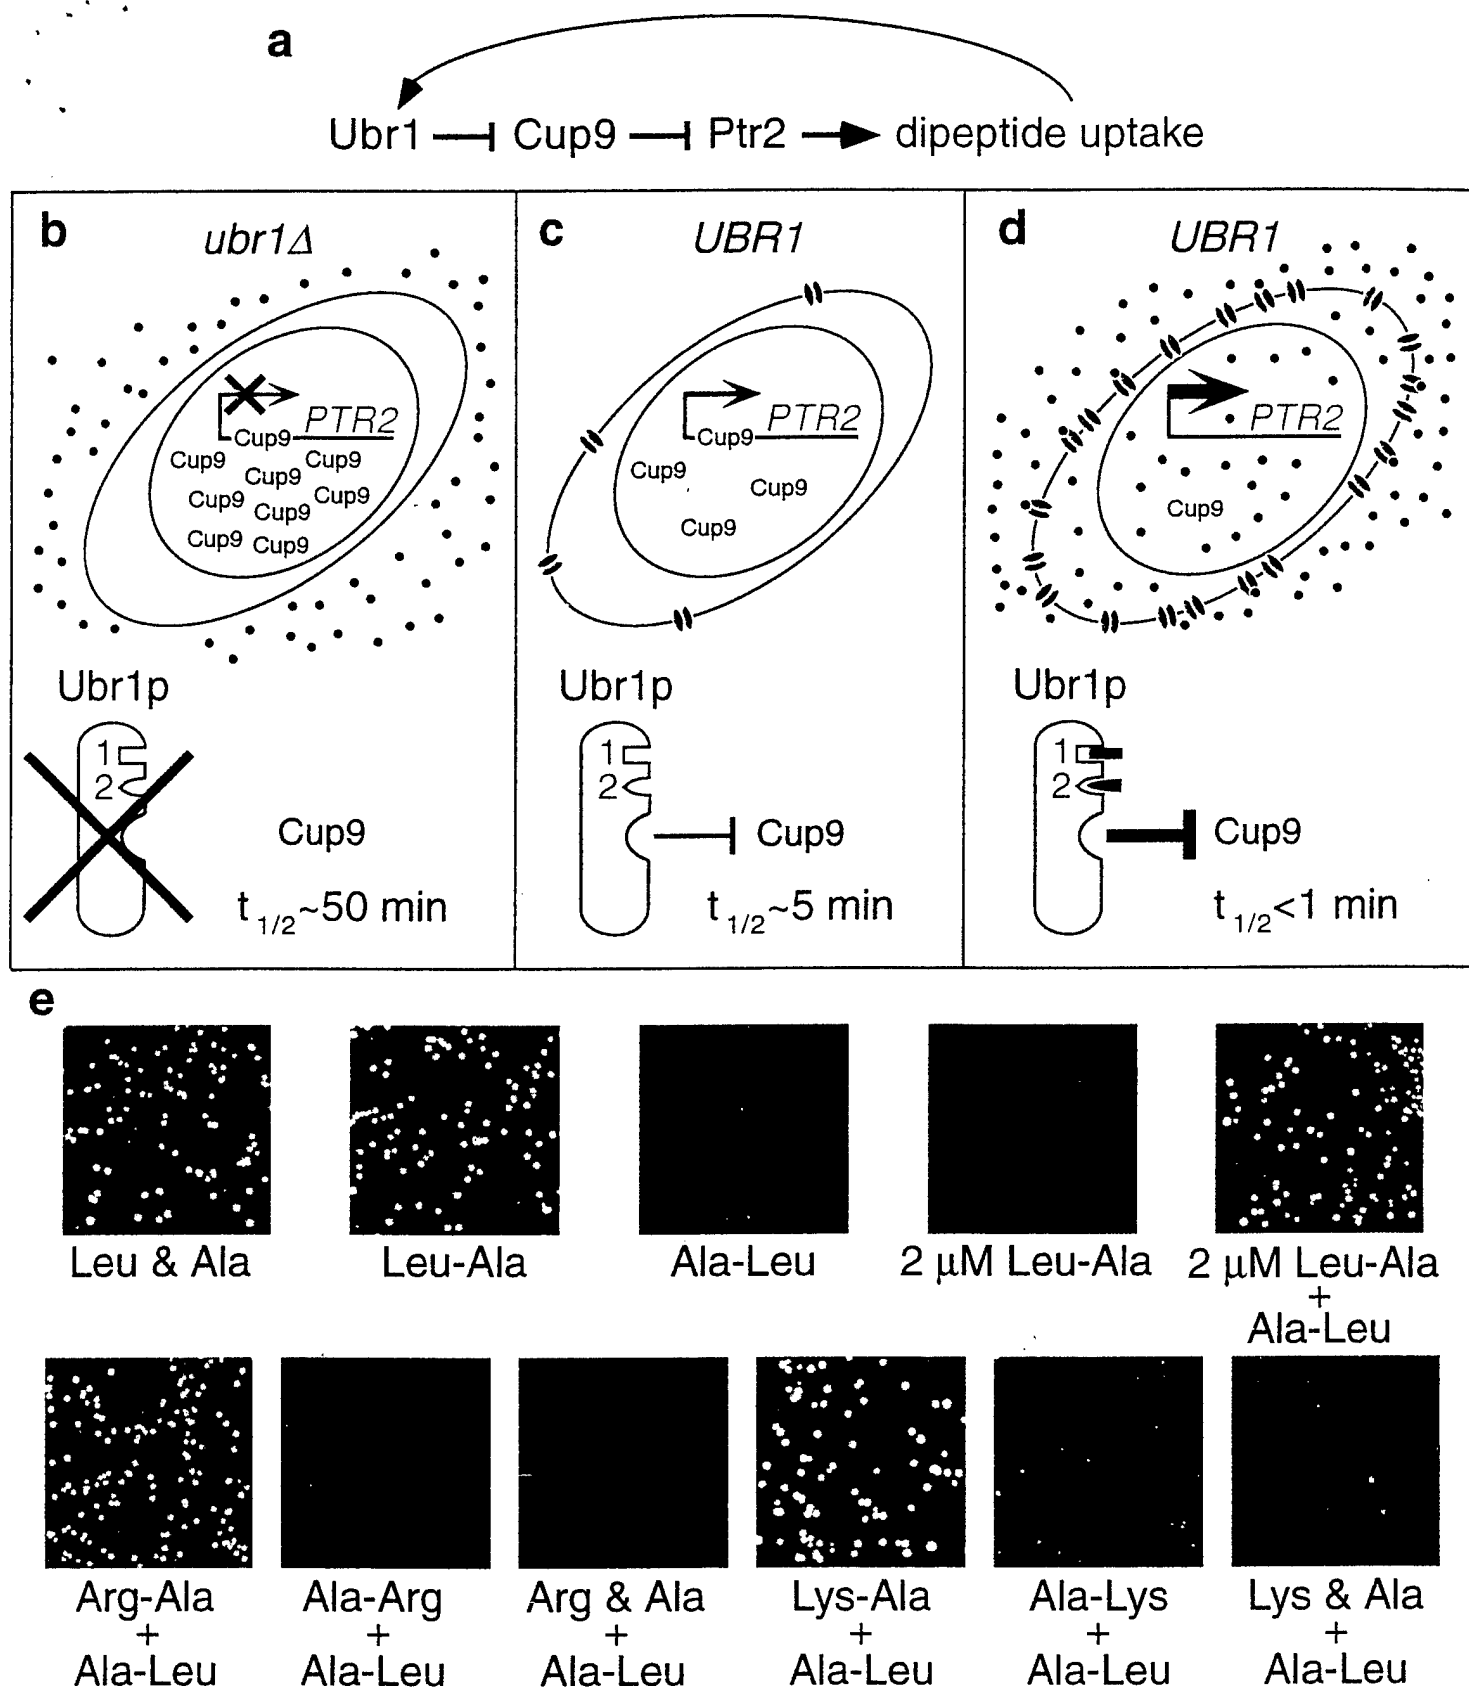 a
Ubr1 Cup9 Ptr2 dipeptide uptake
b
ubr1Δ
PTR2
Cup9
Cup9 Cup9
Cup9
Cup9 Cup9
Cup9
Cup9 Cup9
Ubr1p
1
2
Cup9
t 1/2~50 min
c
UBR1
PTR2
Cup9
Cup9
Cup9
Cup9
Ubr1p
1
2
Cup9
t 1/2~5 min
d
UBR1
PTR2
Cup9
Ubr1p
1
2
Cup9
t 1/2<1 min
e
Leu & Ala
Leu-Ala
Ala-Leu
2 μM Leu-Ala
2 μM Leu-Ala
+
Ala-Leu
Arg-Ala
+
Ala-Leu
Ala-Arg
+
Ala-Leu
Arg & Ala
+
Ala-Leu
Lys-Ala
+
Ala-Leu
Ala-Lys
+
Ala-Leu
Lys & Ala
+
Ala-Leu